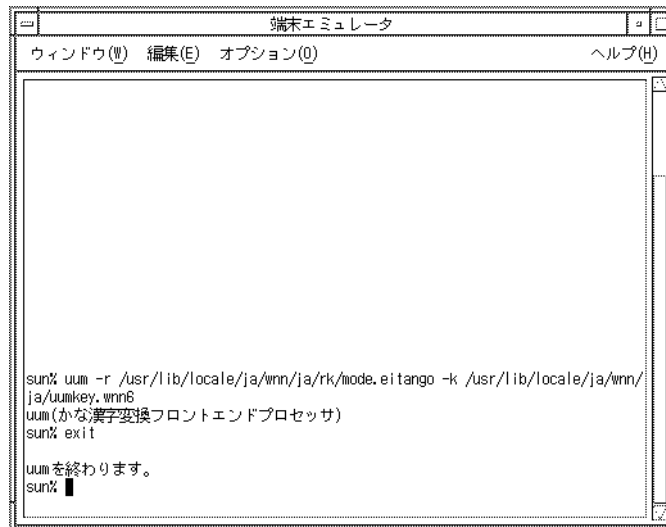 端末エミュレータ
ウィンドウ(W) 編集(E) オプション(O) ヘルプ(H)
sun% uum -r /usr/lib/locale/ja/wnn/ja/rk/mode.eitango -k /usr/lib/locale/ja/wnn/
ja/uumkey.wnn6
uum(かな漢字変換フロントエンドプロセッサ)
sun% exit
uumを終わります。
sun%